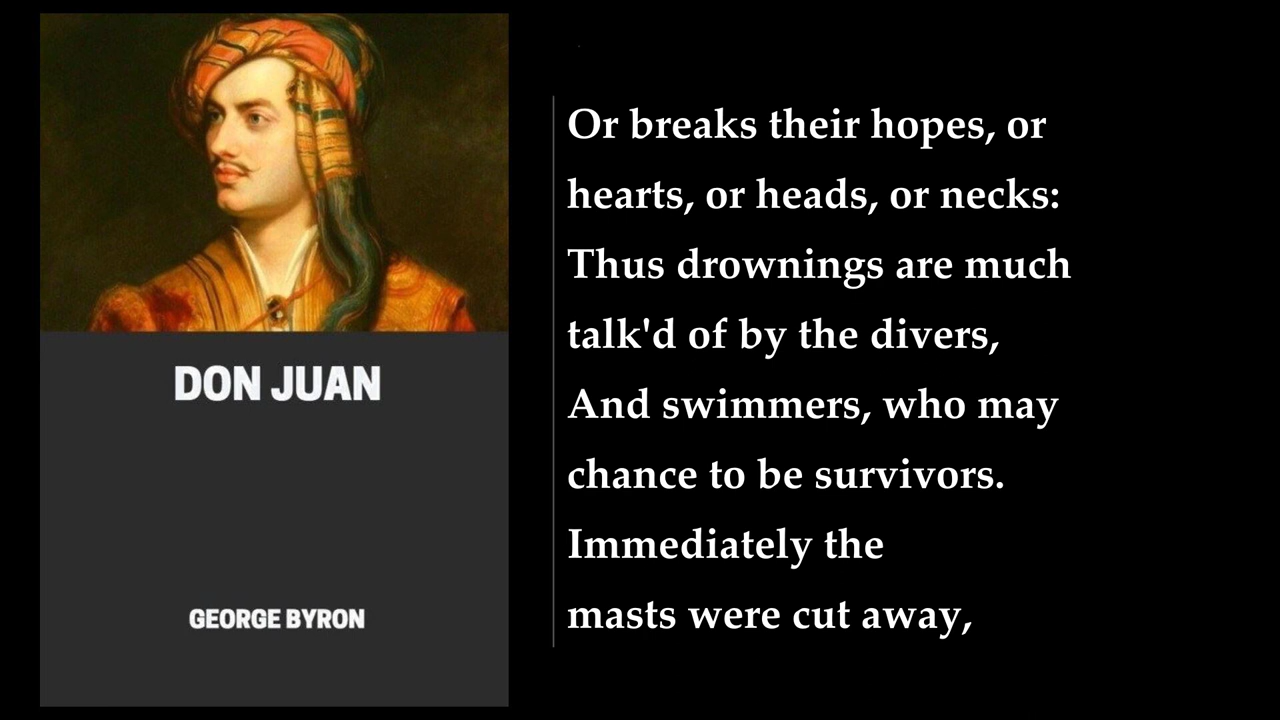 DON JUAN
GEORGE BYRON
Or breaks their hopes, or
hearts, or heads, or necks:
Thus drownings are much
talk'd of by the divers,
And swimmers, who may
chance to be survivors.
Immediately the
masts were cut away,